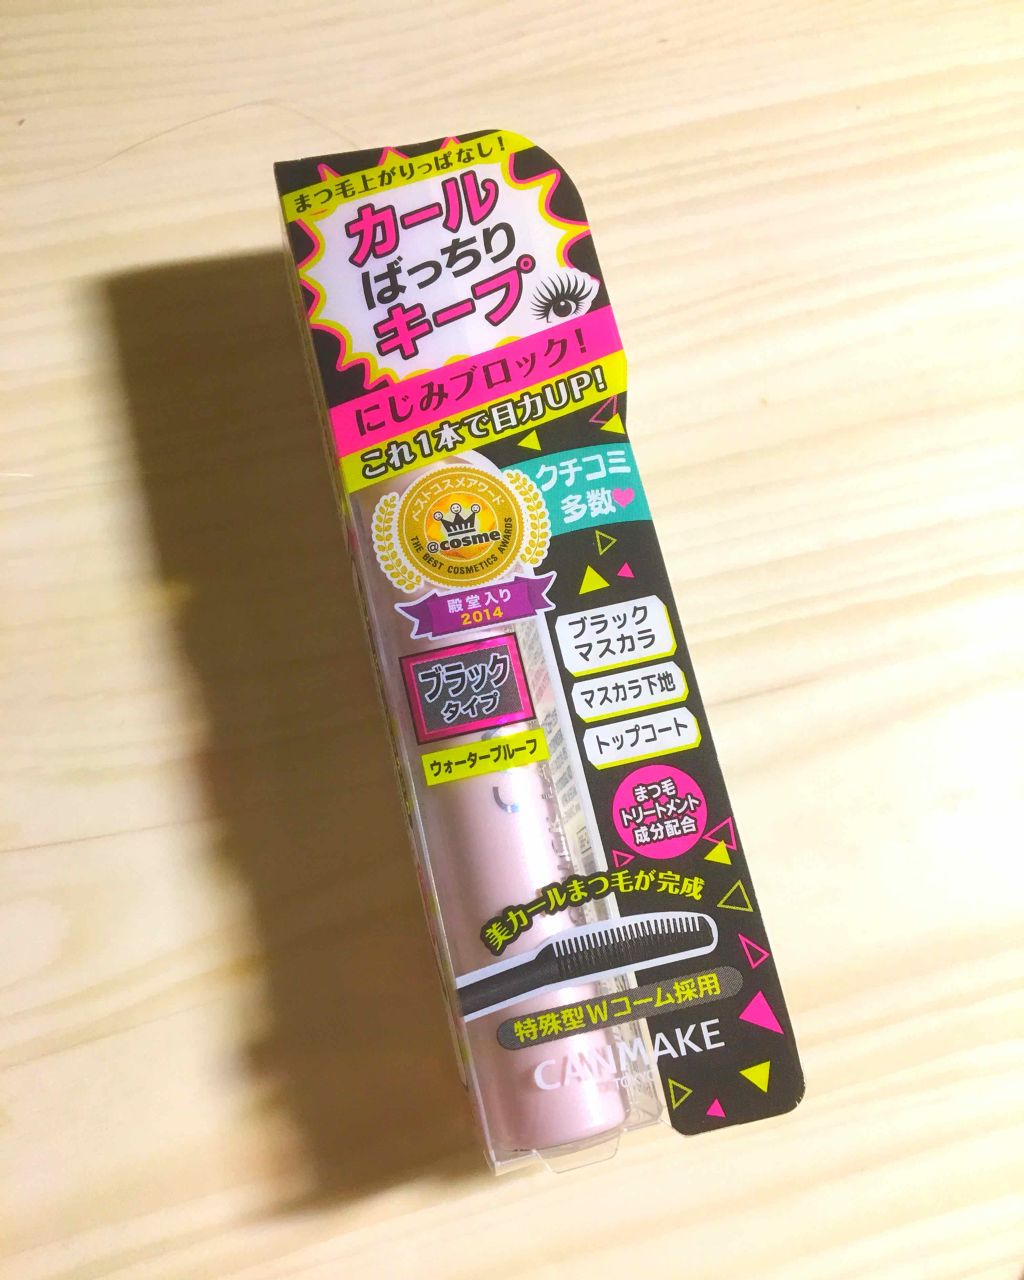 まつ毛上がりっぱなし!
カール
ばっちり
キープ
にじみブロック!
これ1本で目力UP!
クチコミ
多数
ベストコスメアワード
@cosme
THE BEST COSMETICS AWARDS
殿堂入り
2014
ブラック
タイプ
ウォータープルーフ
ブラック
マスカラ
マスカラ下地
トップコート
まつ毛
トリートメント
成分配合
美カールまつ毛が完成
特殊型Wコーム採用
CANMAKE
TOKYO